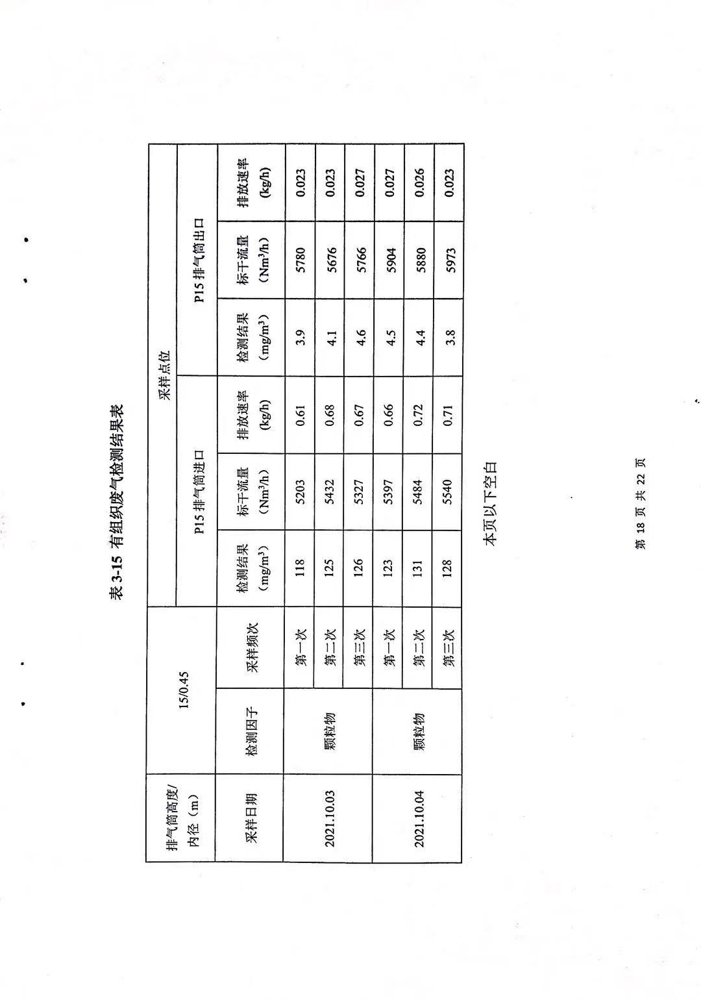 表 3-15 有组织废气检测结果表
排气筒高度/内径（m） 15/0.45 采样点位
P15 排气筒进口 P15 排气筒出口
采样日期 检测因子 采样频次 检测结果（mg/m³） 标干流量（Nm³/h） 排放速率(kg/h) 检测结果（mg/m³） 标干流量（Nm³/h） 排放速率(kg/h)
2021.10.03 颗粒物 第一次 118 5203 0.61 3.9 5780 0.023
第二次 125 5432 0.68 4.1 5676 0.023
第三次 126 5327 0.67 4.6 5766 0.027
2021.10.04 颗粒物 第一次 123 5397 0.66 4.5 5904 0.027
第二次 131 5484 0.72 4.4 5880 0.026
第三次 128 5540 0.71 3.8 5973 0.023
本页以下空白
第 18 页 共 22 页